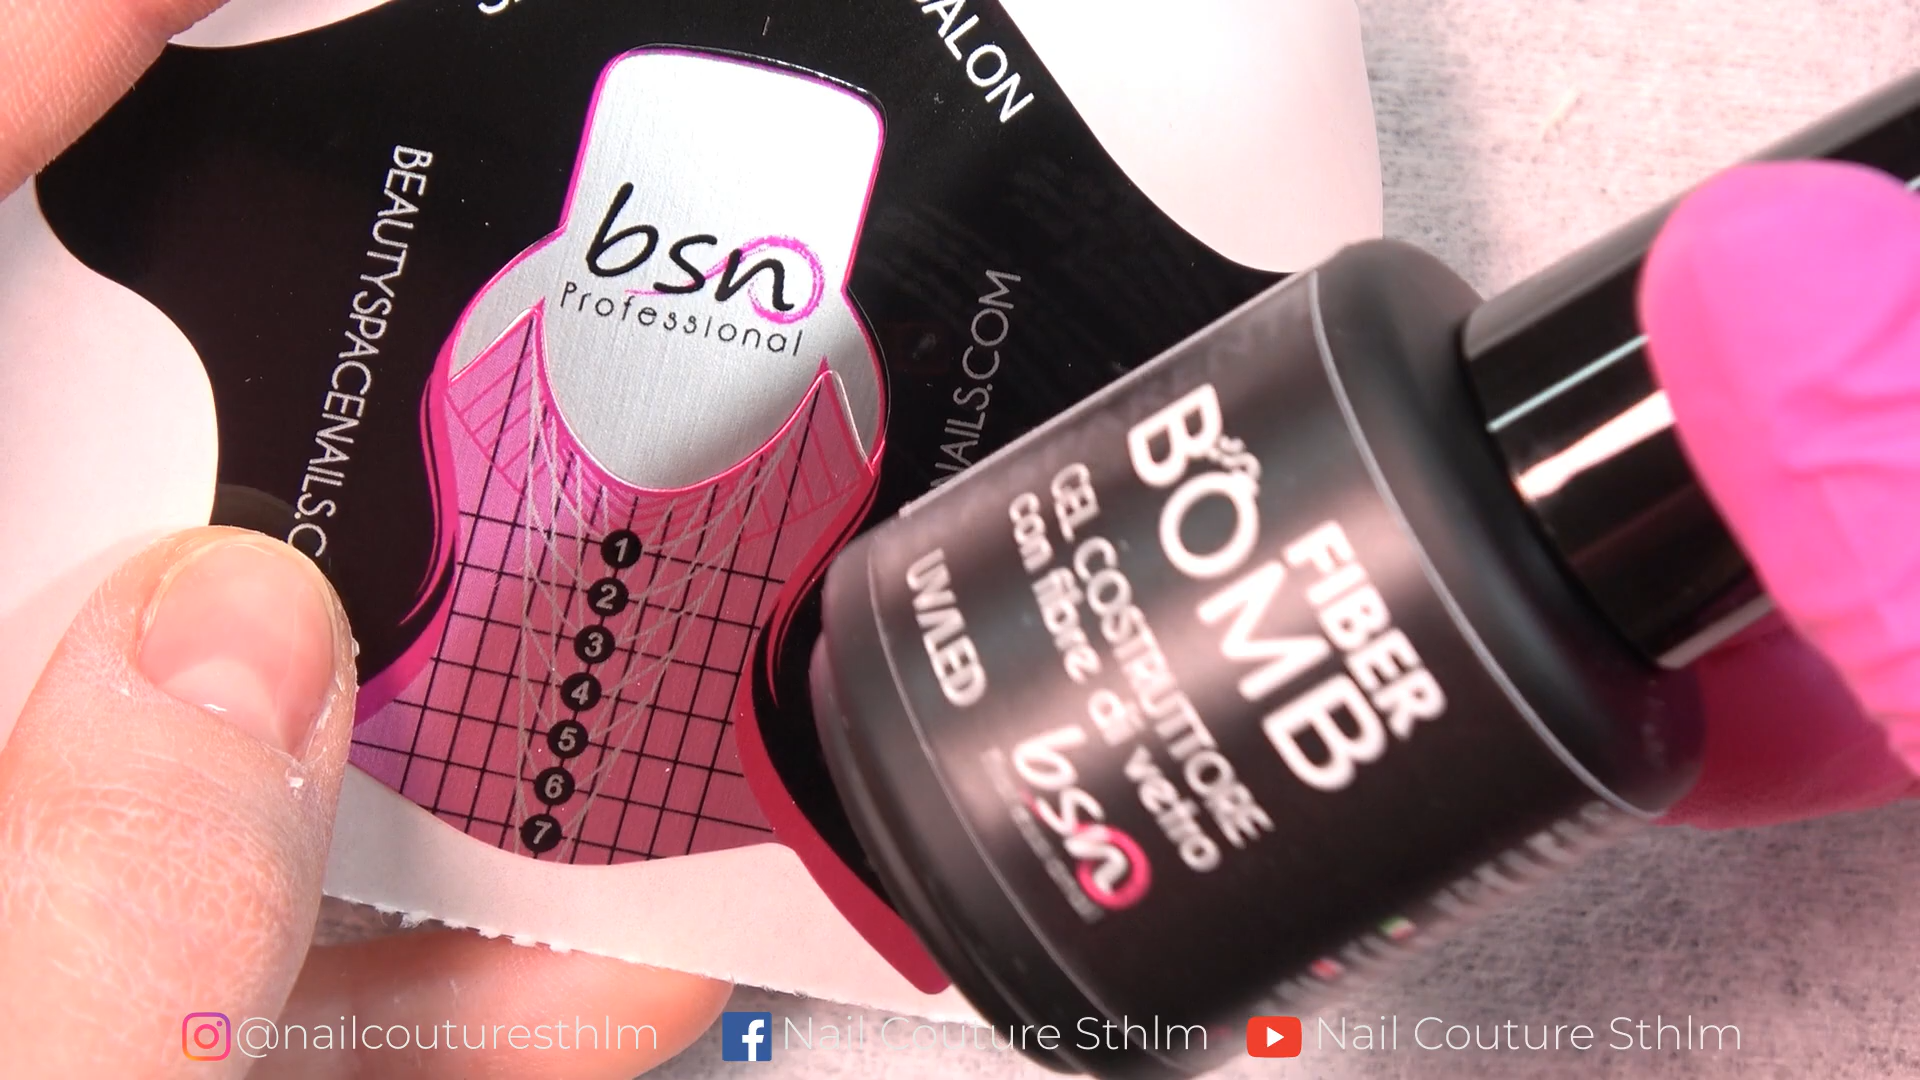 SALON
BEAUTYSPACENAILS.C
NAILS.COM
bsn
Professional
1
2
3
4
5
6
7
FIBER
BOMB
GEL COSTRUTTORE
con fibre di vetro
UV/LED
bsn
@nailcouturesthlm
Nail Couture Sthlm
Nail Couture Sthlm